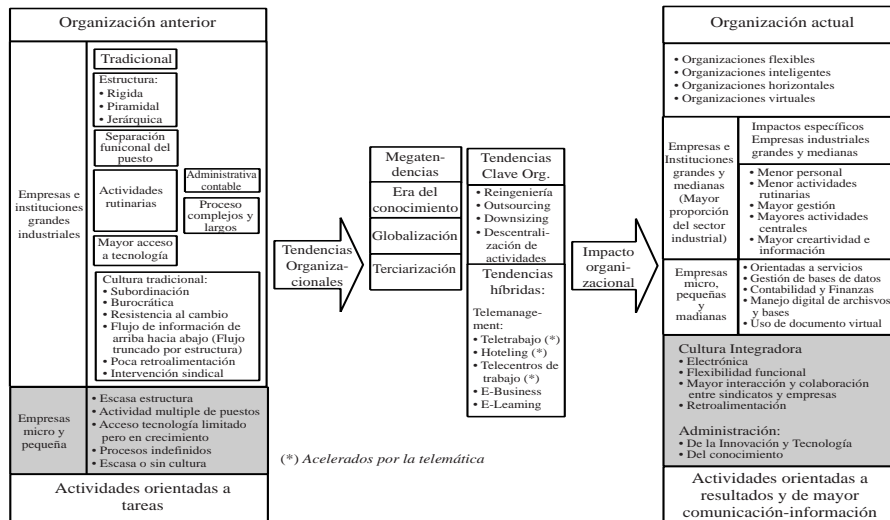 Organización anterior
Empresas e
instituciones
grandes
industriales
Tradicional
Estructura:
• Rigida
• Piramidal
• Jerárquica
Separación
funiconal del
puesto
Actividades
rutinarias
Administrativa
contable
Proceso
complejos y
largos
Mayor acceso
a tecnología
Cultura tradicional:
• Subordinación
• Burocrática
• Resistencia al cambio
• Flujo de información de
arriba hacia abajo (Flujo
truncado por estructura)
• Poca retroalimentación
• Intervención sindical
Empresas
micro y
pequeña
• Escasa estructura
• Actividad multiple de puestos
• Acceso tecnología limitado
pero en crecimiento
• Procesos indefinidos
• Escasa o sin cultura
Actividades orientadas a
tareas
Tendencias
Organiza-
cionales
Megaten-
dencias
Era del
conocimiento
Globalización
Terciarización
Tendencias
Clave Org.
• Reingeniería
• Outsourcing
• Downsizing
• Descentrali-
zación de
actividades
Tendencias
híbridas:
Telemanage-
ment:
• Teletrabajo (*)
• Hoteling (*)
• Telecentros de
trabajo (*)
• E-Business
• E-Learning
(*) Acelerados por la telemática
Impacto
organi-
zacional
Organización actual
• Organizaciones flexibles
• Organizaciones inteligentes
• Organizaciones horizontales
• Organizaciones virtuales
Empresas e
Instituciones
grandes y
medianas
(Mayor
proporción
del sector
industrial)
Impactos específicos
Empresas industriales
grandes y medianas
• Menor personal
• Menor actividades
rutinarias
• Mayor gestión
• Mayores actividades
centrales
• Mayor creartividad e
información
Empresas
micro,
pequeñas y
madianas
• Orientadas a servicios
• Gestión de bases de datos
• Contabilidad y Finanzas
• Manejo digital de archisvos
y bases
• Uso de documento virtual
Cultura Integradora
• Electrónica
• Flexibilidad funcional
• Mayor interacción y colaboración
entre sindicatos y empresas
• Retroalimentación
Administración:
• De la Innovación y Tecnología
• Del conocimiento
Actividades orientadas a
resultados y de mayor
comunicación-información